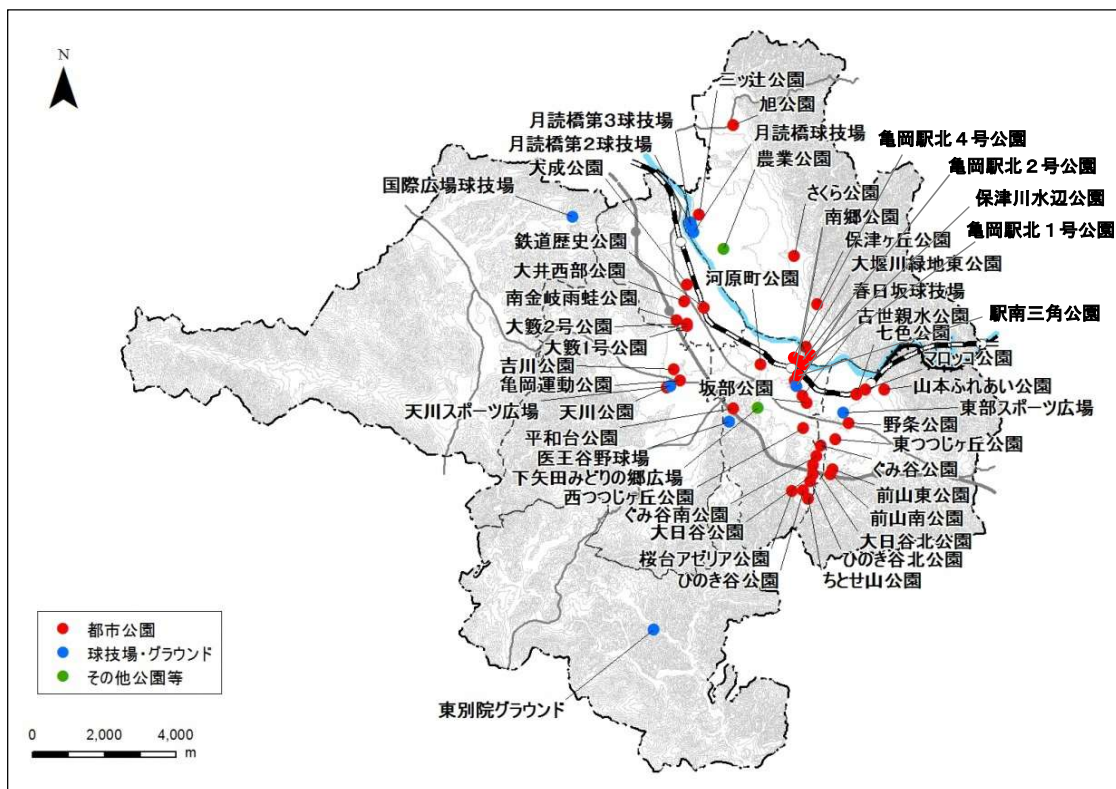 N
三ッ辻公園
旭公園
月読橋第3球技場
月読橋球技場
亀岡駅北4号公園
月読橋第2球技場
農業公園
亀岡駅北2号公園
大成公園
国際広場球技場
さくら公園
保津川水辺公園
南郷公園
亀岡駅北1号公園
鉄道歴史公園
保津ヶ丘公園
大井西部公園
河原町公園
大堰川緑地東公園
南金岐雨蛙公園
春日坂球技場
古世親水公園
駅南三角公園
大藪2号公園
七色公園
大藪1号公園
マロッコ公園
吉川公園
亀岡運動公園
坂部公園
山本ふれあい公園
天川スポーツ広場
天川公園
東部スポーツ広場
野条公園
平和台公園
東つつじヶ丘公園
医王谷野球場
ぐみ谷公園
下矢田みどりの郷広場
西つつじヶ丘公園
前山東公園
ぐみ谷南公園
前山南公園
大日谷公園
大日谷北公園
桜台アゼリア公園
ひのき谷北公園
ひのき谷公園
ちとせ山公園
都市公園
球技場・グラウンド
その他公園等
東別院グラウンド
0 2,000 4,000
m